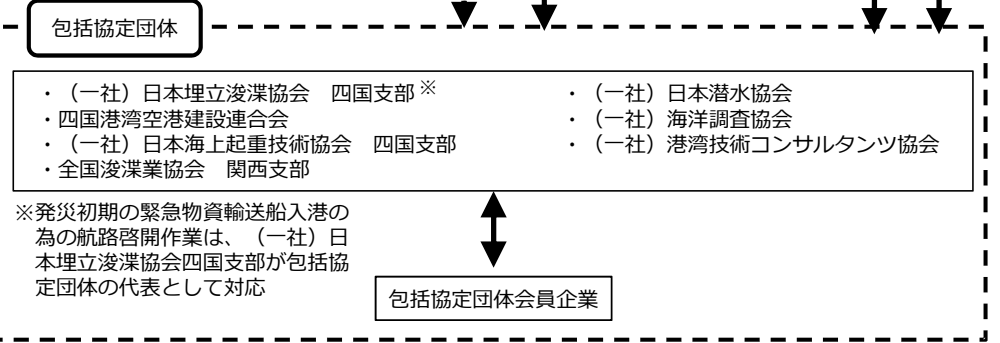 包括協定団体
・（一社）日本埋立浚渫協会　四国支部※
・四国港湾空港建設連合会
・（一社）日本海上起重技術協会　四国支部
・全国浚渫業協会　関西支部
・（一社）日本潜水協会
・（一社）海洋調査協会
・（一社）港湾技術コンサルタンツ協会
※発災初期の緊急物資輸送船入港の
為の航路啓開作業は、（一社）日
本埋立浚渫協会四国支部が包括協
定団体の代表として対応
包括協定団体会員企業